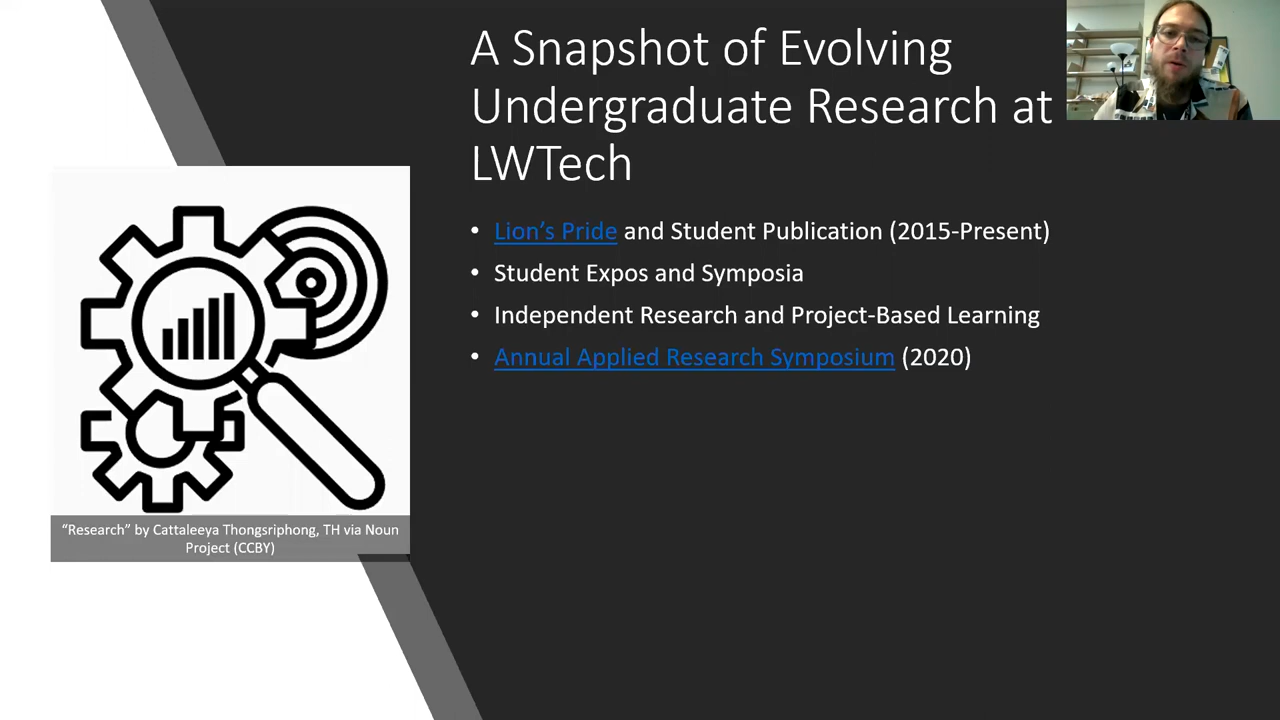 A Snapshot of Evolving
Undergraduate Research at
LWTech
• Lion’s Pride and Student Publication (2015-Present)
• Student Expos and Symposia
• Independent Research and Project-Based Learning
• Annual Applied Research Symposium (2020)
“Research” by Cattaleeya Thongsriphong, TH via Noun
Project (CCBY)